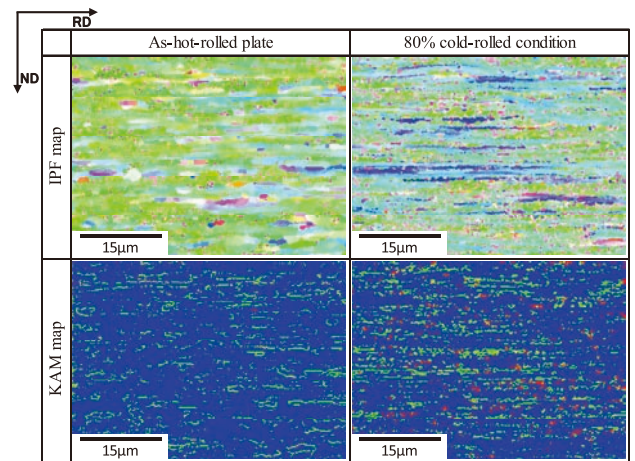 RD
ND
As-hot-rolled plate
80% cold-rolled condition
IPF map
15μm
15μm
KAM map
15μm
15μm